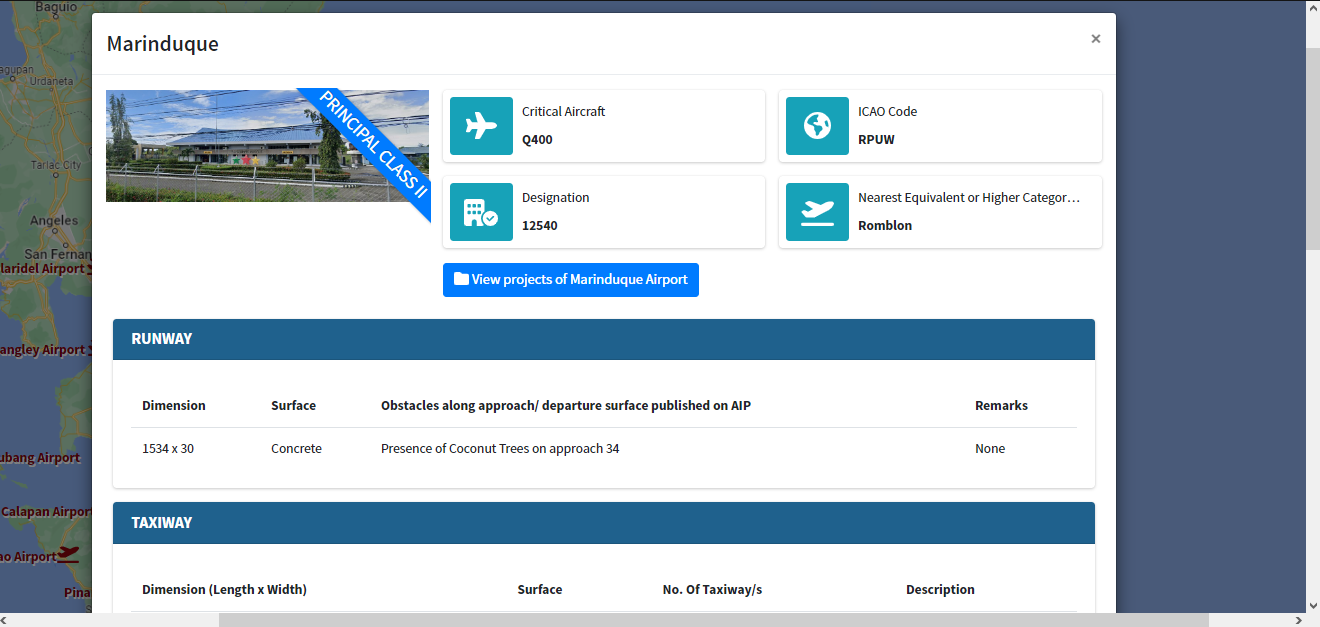 Marinduque
×
PRINCIPAL CLASS II
Critical Aircraft
Q400
ICAO Code
RPUW
Designation
12540
Nearest Equivalent or Higher Categor…
Romblon
View projects of Marinduque Airport
RUNWAY
Dimension Surface Obstacles along approach/ departure surface published on AIP Remarks
1534 x 30 Concrete Presence of Coconut Trees on approach 34 None
TAXIWAY
Dimension (Length x Width) Surface No. Of Taxiway/s Description
Baguio
agupan
Urdaneta
Tarlac City
Angeles
San Fernan
laridel Airport
angley Airport
ubang Airport
Calapan Airport
ao Airport
Pina